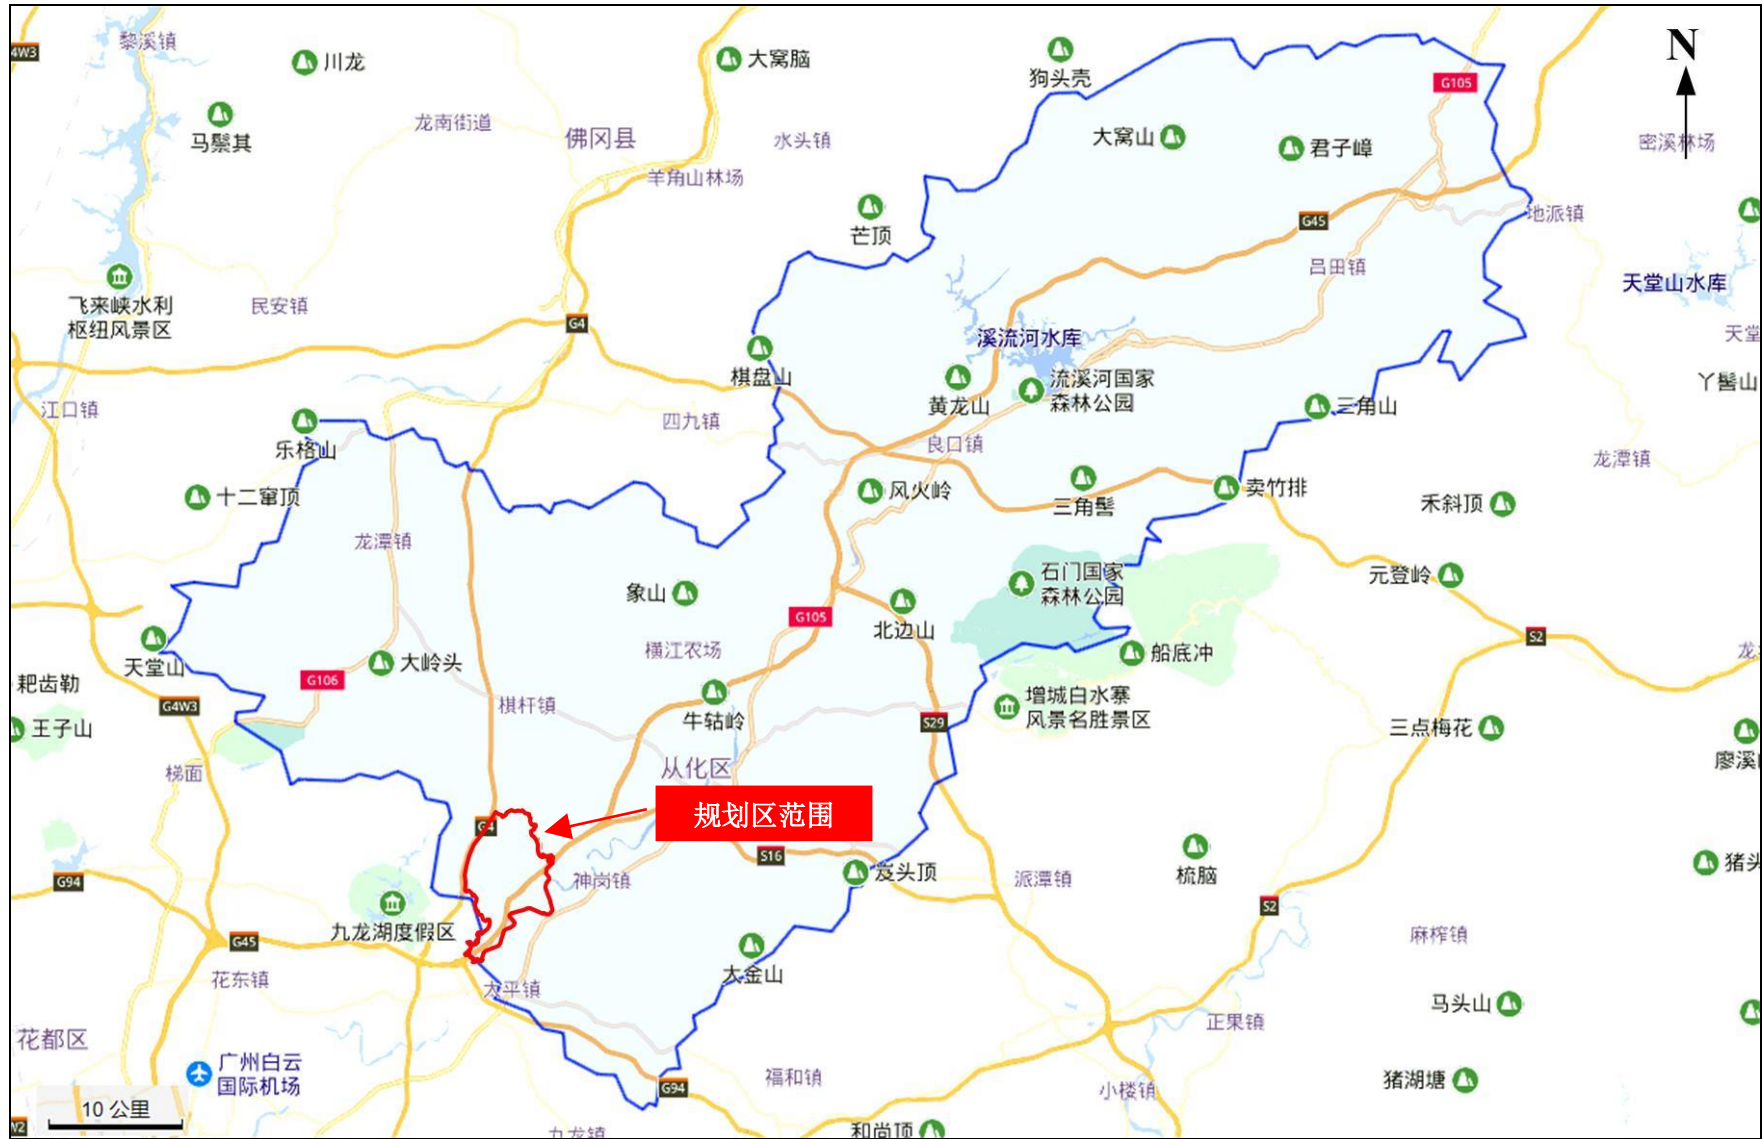 黎溪镇
4W3
川龙
大窝脑
狗头壳
N
G105
马鬃其
龙南街道
佛冈县
水头镇
大窝山
君子嶂
密溪林场
羊角山林场
芒顶
G45
地派镇
飞来峡水利
枢纽风景区
民安镇
G4
吕田镇
天堂山水库
溪流河水库
天堂
棋盘山
黄龙山
流溪河国家
森林公园
丫髻山
江口镇
四九镇
三角山
乐格山
良口镇
龙潭镇
十二窜顶
风火岭
三角髻
卖竹排
禾斜顶
龙潭镇
石门国家
森林公园
元登岭
象山
G105
北边山
天堂山
大岭头
横江农场
船底冲
S2
龙
耙齿勒
G106
G4W3
棋杆镇
牛牯岭
增城白水寨
风景名胜景区
王子山
S29
三点梅花
廖溪
梯面
从化区
规划区范围
G4
S16
G94
神岗镇
岌头顶
派潭镇
梳脑
猪头
S2
九龙湖度假区
G45
麻榨镇
花东镇
太平镇
大金山
马头山
正果镇
花都区
广州白云
国际机场
福和镇
G94
小楼镇
猪湖塘
10 公里
W2
九龙镇
和尚顶